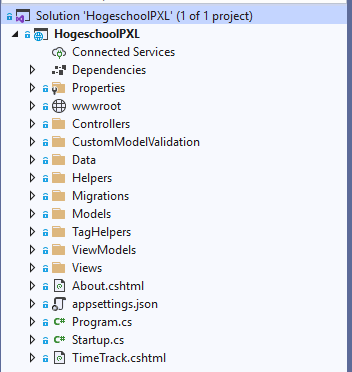 Solution 'HogeschoolPXL' (1 of 1 project)
HogeschoolPXL
Connected Services
Dependencies
Properties
wwwroot
Controllers
CustomModelValidation
Data
Helpers
Migrations
Models
TagHelpers
ViewModels
Views
About.cshtml
appsettings.json
C# Program.cs
C# Startup.cs
TimeTrack.cshtml